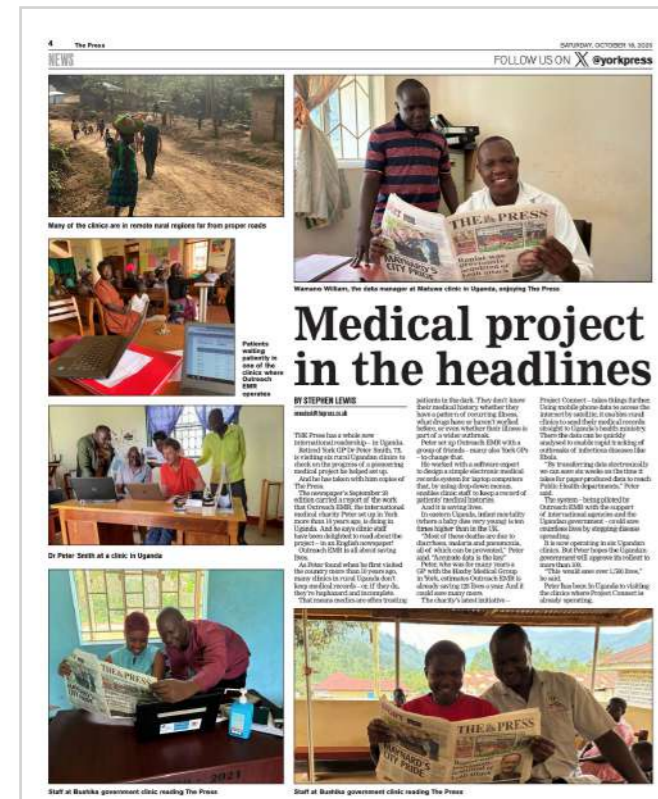 4
The Press
SATURDAY, OCTOBER 18, 2025
NEWS
FOLLOW US ON X @yorkpress
Many of the clinics are in remote rural regions far from proper roads
Wamono William, the data manager at Matuwe clinic in Uganda, enjoying The Press
Patients
waiting
patiently in
one of the
clinics where
Outreach
EMR
operates
Dr Peter Smith at a clinic in Uganda
Medical project
in the headlines
BY STEPHEN LEWIS
THE Press has a whole new
international readership – in Uganda.
Retired York GP Dr Peter Smith, 75,
is visiting six rural Ugandan clinics to
check on the progress of a pioneering
medical project he helped set up.
And he has taken with him copies of
The Press.
The newspaper's September 26
edition carried a report of the work
that Outreach EMR, the international
medical charity Peter set up in York
more than 10 years ago, is doing in
Uganda. And he says clinic staff
have been delighted to read about the
project – in an English newspaper!
Outreach EMR is all about saving
lives.
As Peter found when he first visited
the country more than 10 years ago,
many clinics in rural Uganda don't
keep medical records – or, if they do,
they're haphazard and incomplete.
That means medics are often treating
patients in the dark. They don't know
their medical history, whether they
have a pattern of recurring illness,
what drugs have or haven't worked
before, or even whether their illness is
part of a wider outbreak.
Peter set up Outreach EMR with a
group of friends – many also York GPs
– to change that.
He worked with a software expert
to design a simple electronic medical
records system for laptop computers
that, by using drop-down menus,
enables clinic staff to keep a record of
patients' medical histories.
And it is saving lives.
In eastern Uganda, infant mortality
(where a baby dies very young) is ten
times higher than in the UK.
"Most of these deaths are due to
diarrhoea, malaria and pneumonia,
all of which can be prevented," Peter
said. "Accurate data is the key."
Peter, who was for many years a
GP with the Haxby Medical Group
in York, estimates Outreach EMR is
already saving 125 lives a year. And it
could save many more.
The charity's latest initiative –
Project Connect – takes things further.
Using mobile phone data to access the
internet by satellite, it enables rural
clinics to send their medical records
straight to Uganda's health ministry.
There the data can be quickly
analysed to enable rapid tracking of
outbreaks of infectious diseases like
Ebola.
"By transferring data electronically
we can save six weeks on the time it
takes for paper-produced data to reach
Public Health departments," Peter
said.
The system – being piloted by
Outreach EMR with the support
of international agencies and the
Ugandan government – could save
countless lives by stopping disease
spreading.
It is now operating in six Ugandan
clinics. But Peter hopes the Ugandan
government will approve its rollout to
more than 100.
"This would save over 1,500 lives,"
he said.
Peter has been in Uganda to visiting
the clinics where Project Connect is
already operating.
THE PRESS
MAYNARD'S
CITY PRIDE
Staff at Bushika government clinic reading The Press
Staff at Bushika government clinic reading The Press